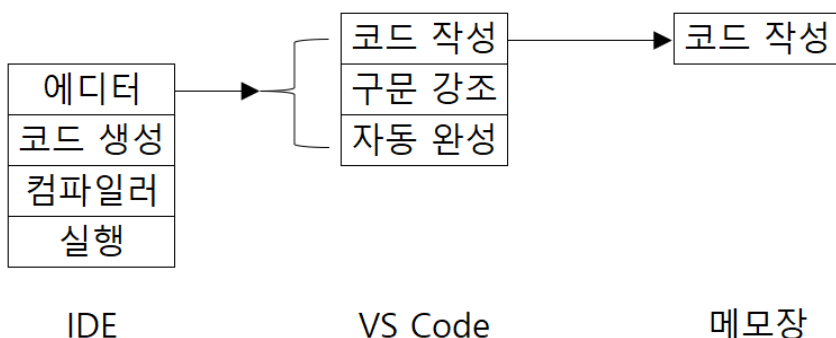 에디터
코드 생성
컴파일러
실행
코드 작성
구문 강조
자동 완성
코드 작성
IDE
VS Code
메모장